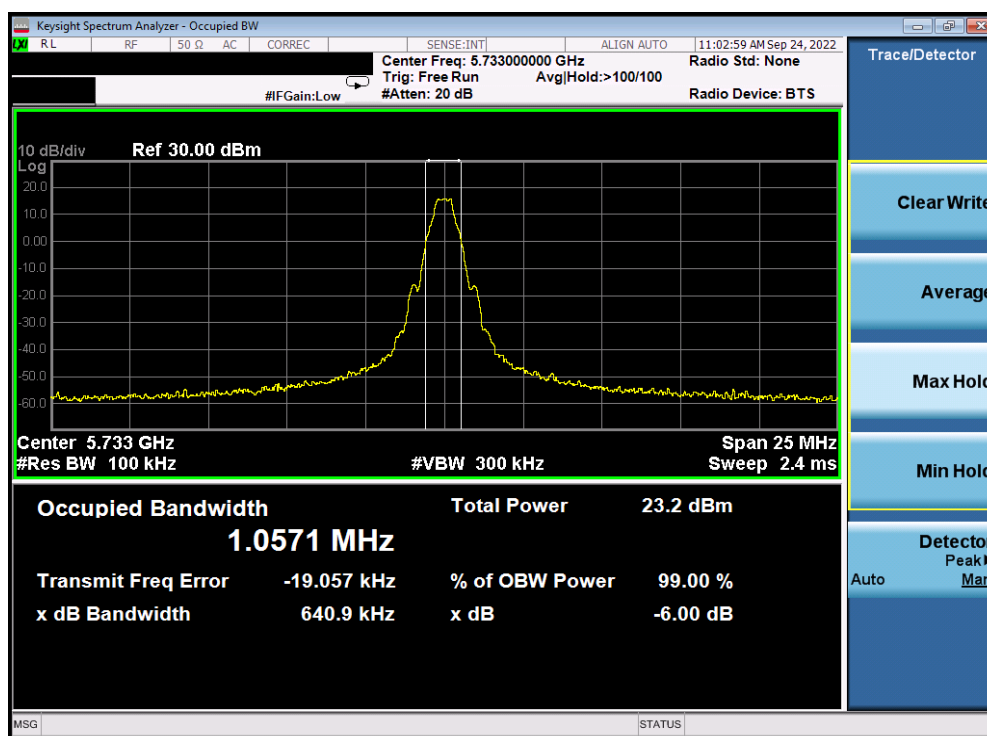 Keysight Spectrum Analyzer - Occupied BW
LXI RL RF 50 Ω AC CORREC SENSE:INT ALIGN AUTO 11:02:59 AM Sep 24, 2022
Center Freq: 5.733000000 GHz Radio Std: None
Trig: Free Run Avg|Hold:>100/100
#IFGain:Low #Atten: 20 dB Radio Device: BTS
10 dB/div Ref 30.00 dBm
Log
20.0
10.0
0.00
-10.0
-20.0
-30.0
-40.0
-50.0
-60.0
Center 5.733 GHz Span 25 MHz
#Res BW 100 kHz #VBW 300 kHz Sweep 2.4 ms
Occupied Bandwidth Total Power 23.2 dBm
1.0571 MHz
Transmit Freq Error -19.057 kHz % of OBW Power 99.00 %
x dB Bandwidth 640.9 kHz x dB -6.00 dB
MSG STATUS
Trace/Detector
Clear Write
Average
Max Hold
Min Hold
Detector
Peak
Auto Man